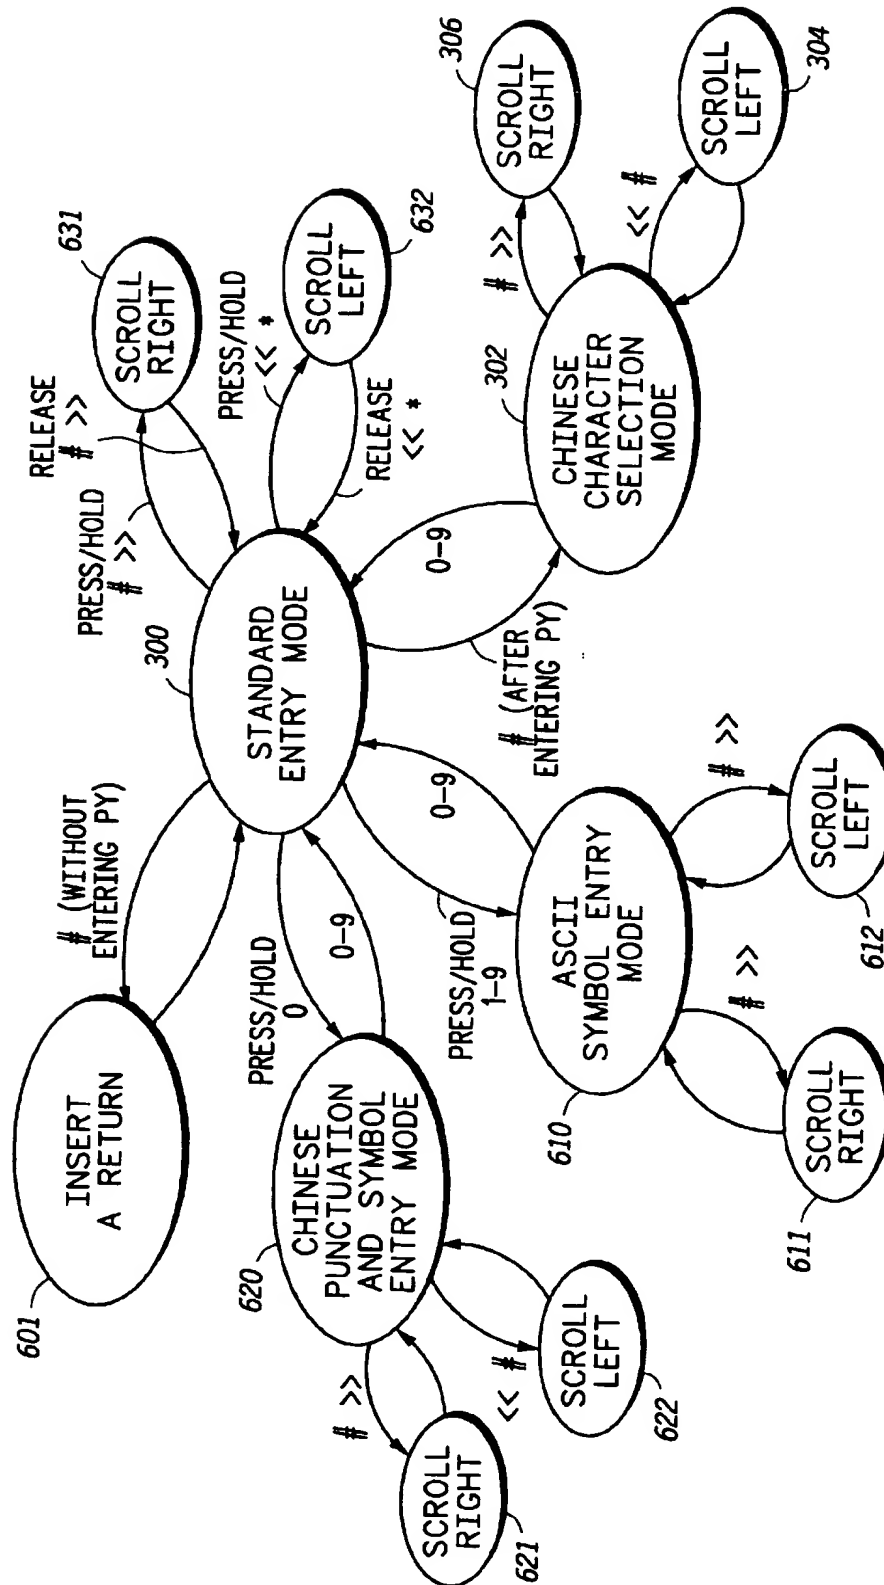 601
INSERT
A RETURN
# (WITHOUT
ENTERING PY)
300
STANDARD
ENTRY MODE
PRESS/HOLD
# >>
RELEASE
# >>
631
SCROLL
RIGHT
PRESS/HOLD
<< *
RELEASE
<< *
632
SCROLL
LEFT
620
CHINESE
PUNCTUATION
AND SYMBOL
ENTRY MODE
PRESS/HOLD
0
0-9
# >>
SCROLL
RIGHT
621
<< #
SCROLL
LEFT
622
PRESS/HOLD
1-9
0-9
610
ASCII
SYMBOL ENTRY
MODE
# >>
SCROLL
RIGHT
611
# >>
SCROLL
LEFT
612
# (AFTER
ENTERING PY)
0-9
302
CHINESE
CHARACTER
SELECTION
MODE
# >>
306
SCROLL
RIGHT
<< #
SCROLL
LEFT
304